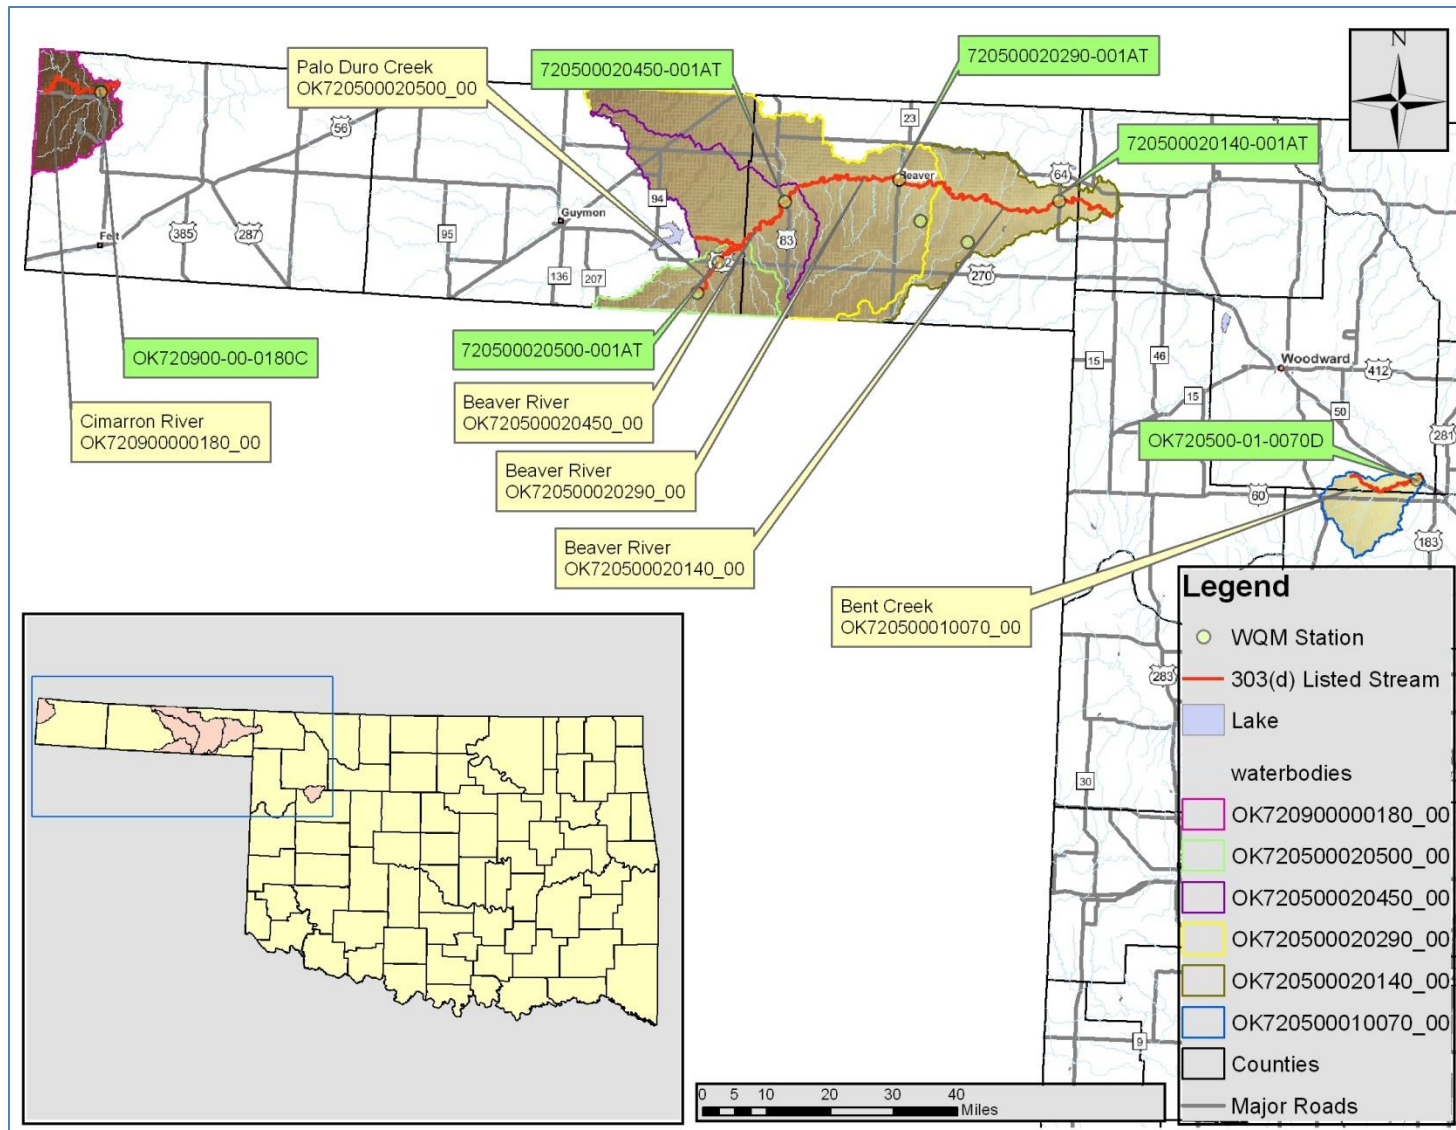 N
Palo Duro Creek
OK720500020500_00
720500020450-001AT
720500020290-001AT
720500020140-001AT
56
23
64
Beaver
94
Guymon
Felt
385
287
95
83
136
207
270
OK720900-00-0180C
720500020500-001AT
Cimarron River
OK720900000180_00
Beaver River
OK720500020450_00
Beaver River
OK720500020290_00
Beaver River
OK720500020140_00
15
46
Woodward
412
15
50
281
OK720500-01-0070D
60
183
Bent Creek
OK720500010070_00
283
30
9
Legend
WQM Station
303(d) Listed Stream
Lake
waterbodies
OK720900000180_00
OK720500020500_00
OK720500020450_00
OK720500020290_00
OK720500020140_00
OK720500010070_00
Counties
Major Roads
0 5 10 20 30 40
Miles